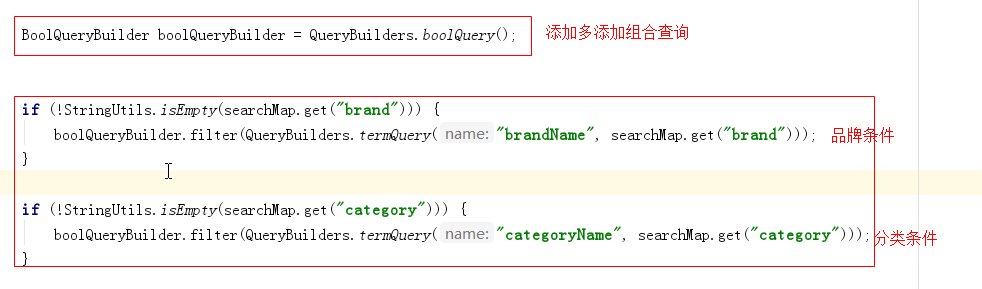 BoolQueryBuilder boolQueryBuilder = QueryBuilders.boolQuery(); 添加多添加组合查询
if (!StringUtils.isEmpty(searchMap.get("brand"))) {
boolQueryBuilder.filter(QueryBuilders.termQuery( name: "brandName", searchMap.get("brand"))); 品牌条件
}
if (!StringUtils.isEmpty(searchMap.get("category"))) {
boolQueryBuilder.filter(QueryBuilders.termQuery( name: "categoryName", searchMap.get("category"))); 分类条件
}